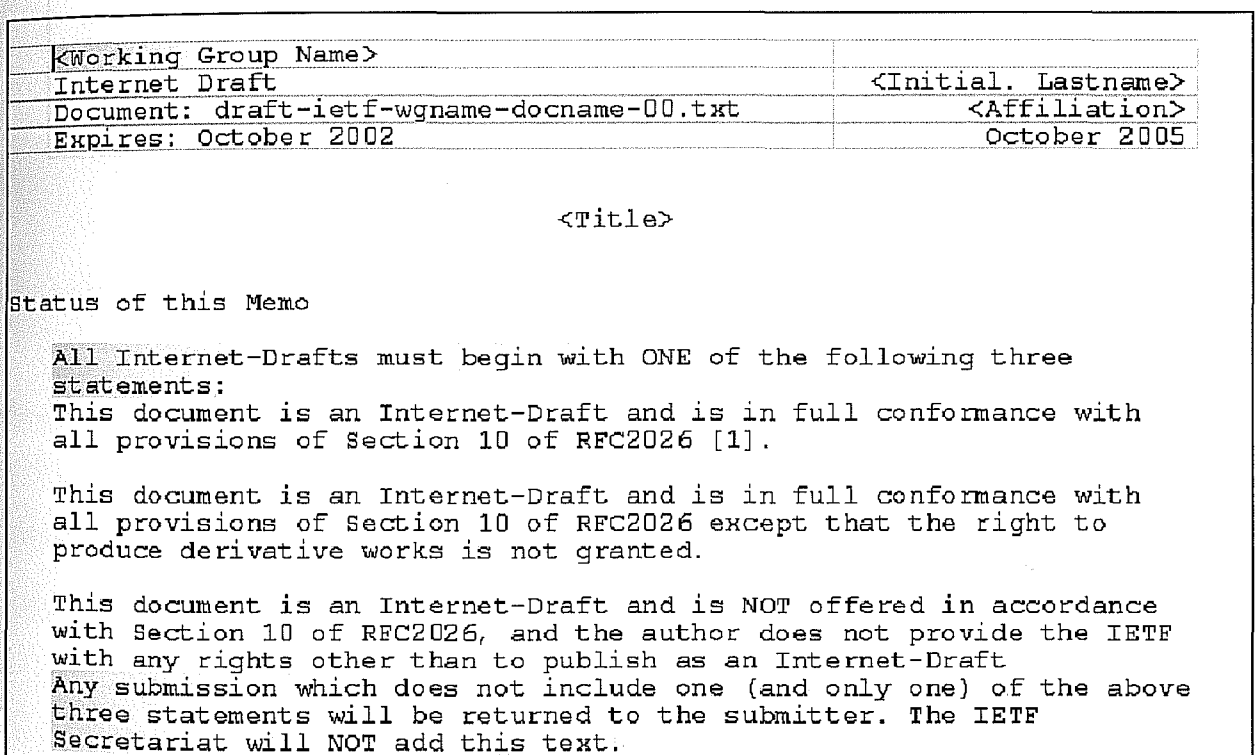 <Working Group Name>
Internet Draft <Initial. Lastname>
Document: draft-ietf-wgname-docname-00.txt <Affiliation>
Expires: October 2002 October 2005
<Title>
Status of this Memo
All Internet-Drafts must begin with ONE of the following three
statements:
This document is an Internet-Draft and is in full conformance with
all provisions of Section 10 of RFC2026 [1].
This document is an Internet-Draft and is in full conformance with
all provisions of Section 10 of RFC2026 except that the right to
produce derivative works is not granted.
This document is an Internet-Draft and is NOT offered in accordance
with Section 10 of RFC2026, and the author does not provide the IETF
with any rights other than to publish as an Internet-Draft
Any submission which does not include one (and only one) of the above
three statements will be returned to the submitter. The IETF
Secretariat will NOT add this text.